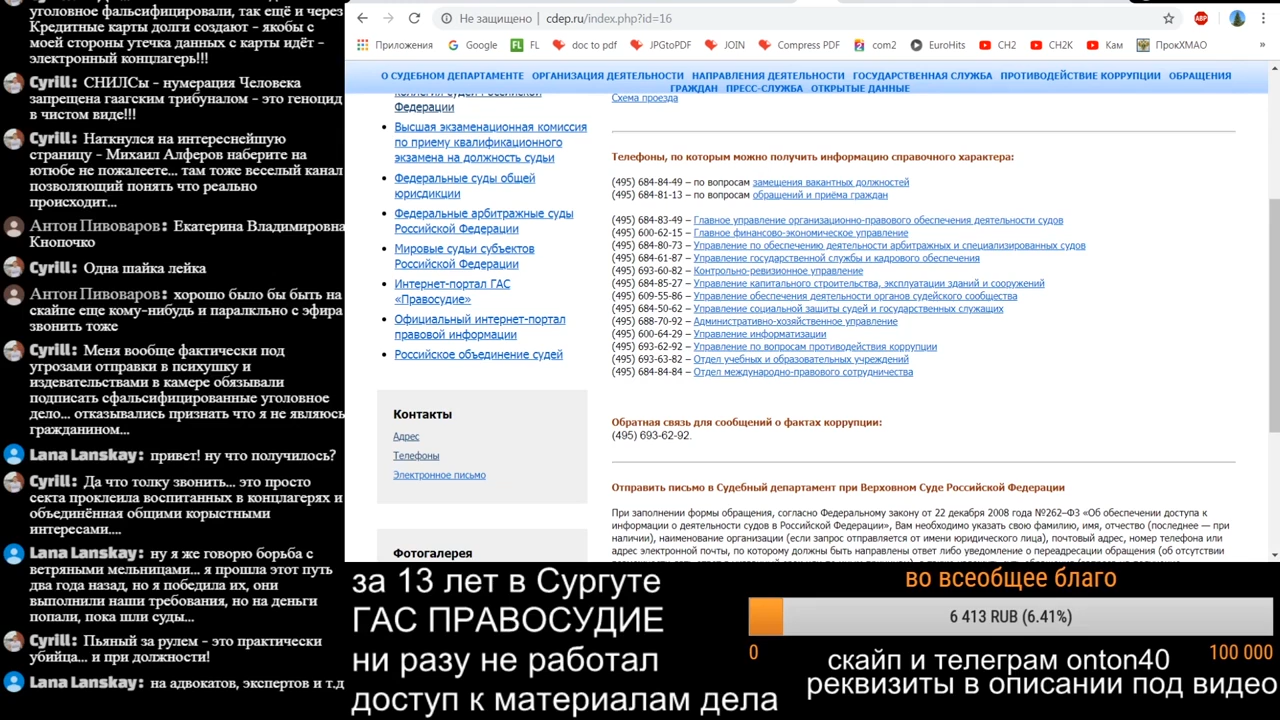 уголовное фальсифицировали, так ещё и через
Кредитные карты долги создают - якобы с
моей стороны утечка данных с карты идёт -
электронный концлагерь!!!
Cyrill: СНИЛСы - нумерация Человека
запрещена гаагским трибуналом - это геноцид
в чистом виде!!!
Cyrill: Наткнулся на интереснейшую
страницу - Михаил Алферов наберите на
ютюбе не пожалеете... там тоже веселый канал
позволяющий понять что реально
происходит...
Антон Пивоваров: Екатерина Владимировна
Кнопочко
Cyrill: Одна шайка лейка
Антон Пивоваров: хорошо было бы быть на
скайпе еще кому-нибудь и паралкльно с эфира
звонить тоже
Cyrill: Меня вообще фактически под
угрозами отправки в психушку и
издевательствами в камере обязывали
подписать сфальсифицированные уголовное
дело... отказывались признать что я не являюсь
гражданином...
Lana Lanskay: привет! ну что получилось?
Cyrill: Да что толку звонить... это просто
секта проклеила воспитанных в концлагерях и
объединённая общими корыстными
интересами....
Lana Lanskay: ну я же говорю борьба с
ветряными мельницами... я прошла этот путь
два года назад, но я победила их, они
выполнили наши требования, но на деньги
попали, пока шли суды...
Cyrill: Пьяный за рулем - это практически
убийца... и при должности!
Lana Lanskay: на адвокатов, экспертов и т.д
Не защищено | cdep.ru/index.php?id=16
ABP
Приложения Google FL FL doc to pdf JPGtoPDF JOIN Compress PDF com2 EuroHits CH2 CH2K Кам ПрокХМАО »
О СУДЕБНОМ ДЕПАРТАМЕНТЕ ОРГАНИЗАЦИЯ ДЕЯТЕЛЬНОСТИ НАПРАВЛЕНИЯ ДЕЯТЕЛЬНОСТИ ГОСУДАРСТВЕННАЯ СЛУЖБА ПРОТИВОДЕЙСТВИЕ КОРРУПЦИИ ОБРАЩЕНИЯ
ГРАЖДАН ПРЕСС-СЛУЖБА ОТКРЫТЫЕ ДАННЫЕ
коллегия судей Российской
Федерации
Высшая экзаменационная комиссия
по приему квалификационного
экзамена на должность судьи
Федеральные суды общей
юрисдикции
Федеральные арбитражные суды
Российской Федерации
Мировые судьи субъектов
Российской Федерации
Интернет-портал ГАС
«Правосудие»
Официальный интернет-портал
правовой информации
Российское объединение судей
Контакты
Адрес
Телефоны
Электронное письмо
Фотогалерея
Схема проезда
Телефоны, по которым можно получить информацию справочного характера:
(495) 684-84-49 – по вопросам замещения вакантных должностей
(495) 684-81-13 – по вопросам обращений и приёма граждан
(495) 684-83-49 – Главное управление организационно-правового обеспечения деятельности судов
(495) 600-62-15 – Главное финансово-экономическое управление
(495) 684-80-73 – Управление по обеспечению деятельности арбитражных и специализированных судов
(495) 684-61-87 – Управление государственной службы и кадрового обеспечения
(495) 693-60-82 – Контрольно-ревизионное управление
(495) 684-85-27 – Управление капитального строительства, эксплуатации зданий и сооружений
(495) 609-55-86 – Управление обеспечения деятельности органов судейского сообщества
(495) 684-50-62 – Управление социальной защиты судей и государственных служащих
(495) 688-70-92 – Административно-хозяйственное управление
(495) 600-64-29 – Управление информатизации
(495) 693-62-92 – Управление по вопросам противодействия коррупции
(495) 693-63-82 – Отдел учебных и образовательных учреждений
(495) 684-84-84 – Отдел международно-правового сотрудничества
Обратная связь для сообщений о фактах коррупции:
(495) 693-62-92.
Отправить письмо в Судебный департамент при Верховном Суде Российской Федерации
При заполнении формы обращения, согласно Федеральному закону от 22 декабря 2008 года №262–ФЗ «Об обеспечении доступа к
информации о деятельности судов в Российской Федерации», Вам необходимо указать свою фамилию, имя, отчество (последнее — при
наличии), наименование организации (если запрос отправляется от имени юридического лица), почтовый адрес, номер телефона или
адрес электронной почты, по которому должны быть направлены ответ либо уведомление о переадресации обращения (об отсутствии
за 13 лет в Сургуте
ГАС ПРАВОСУДИЕ
ни разу не работал
доступ к материалам дела
во всеобщее благо
6 413 RUB (6.41%)
0 100 000
скайп и телеграм onton40
реквизиты в описании под видео